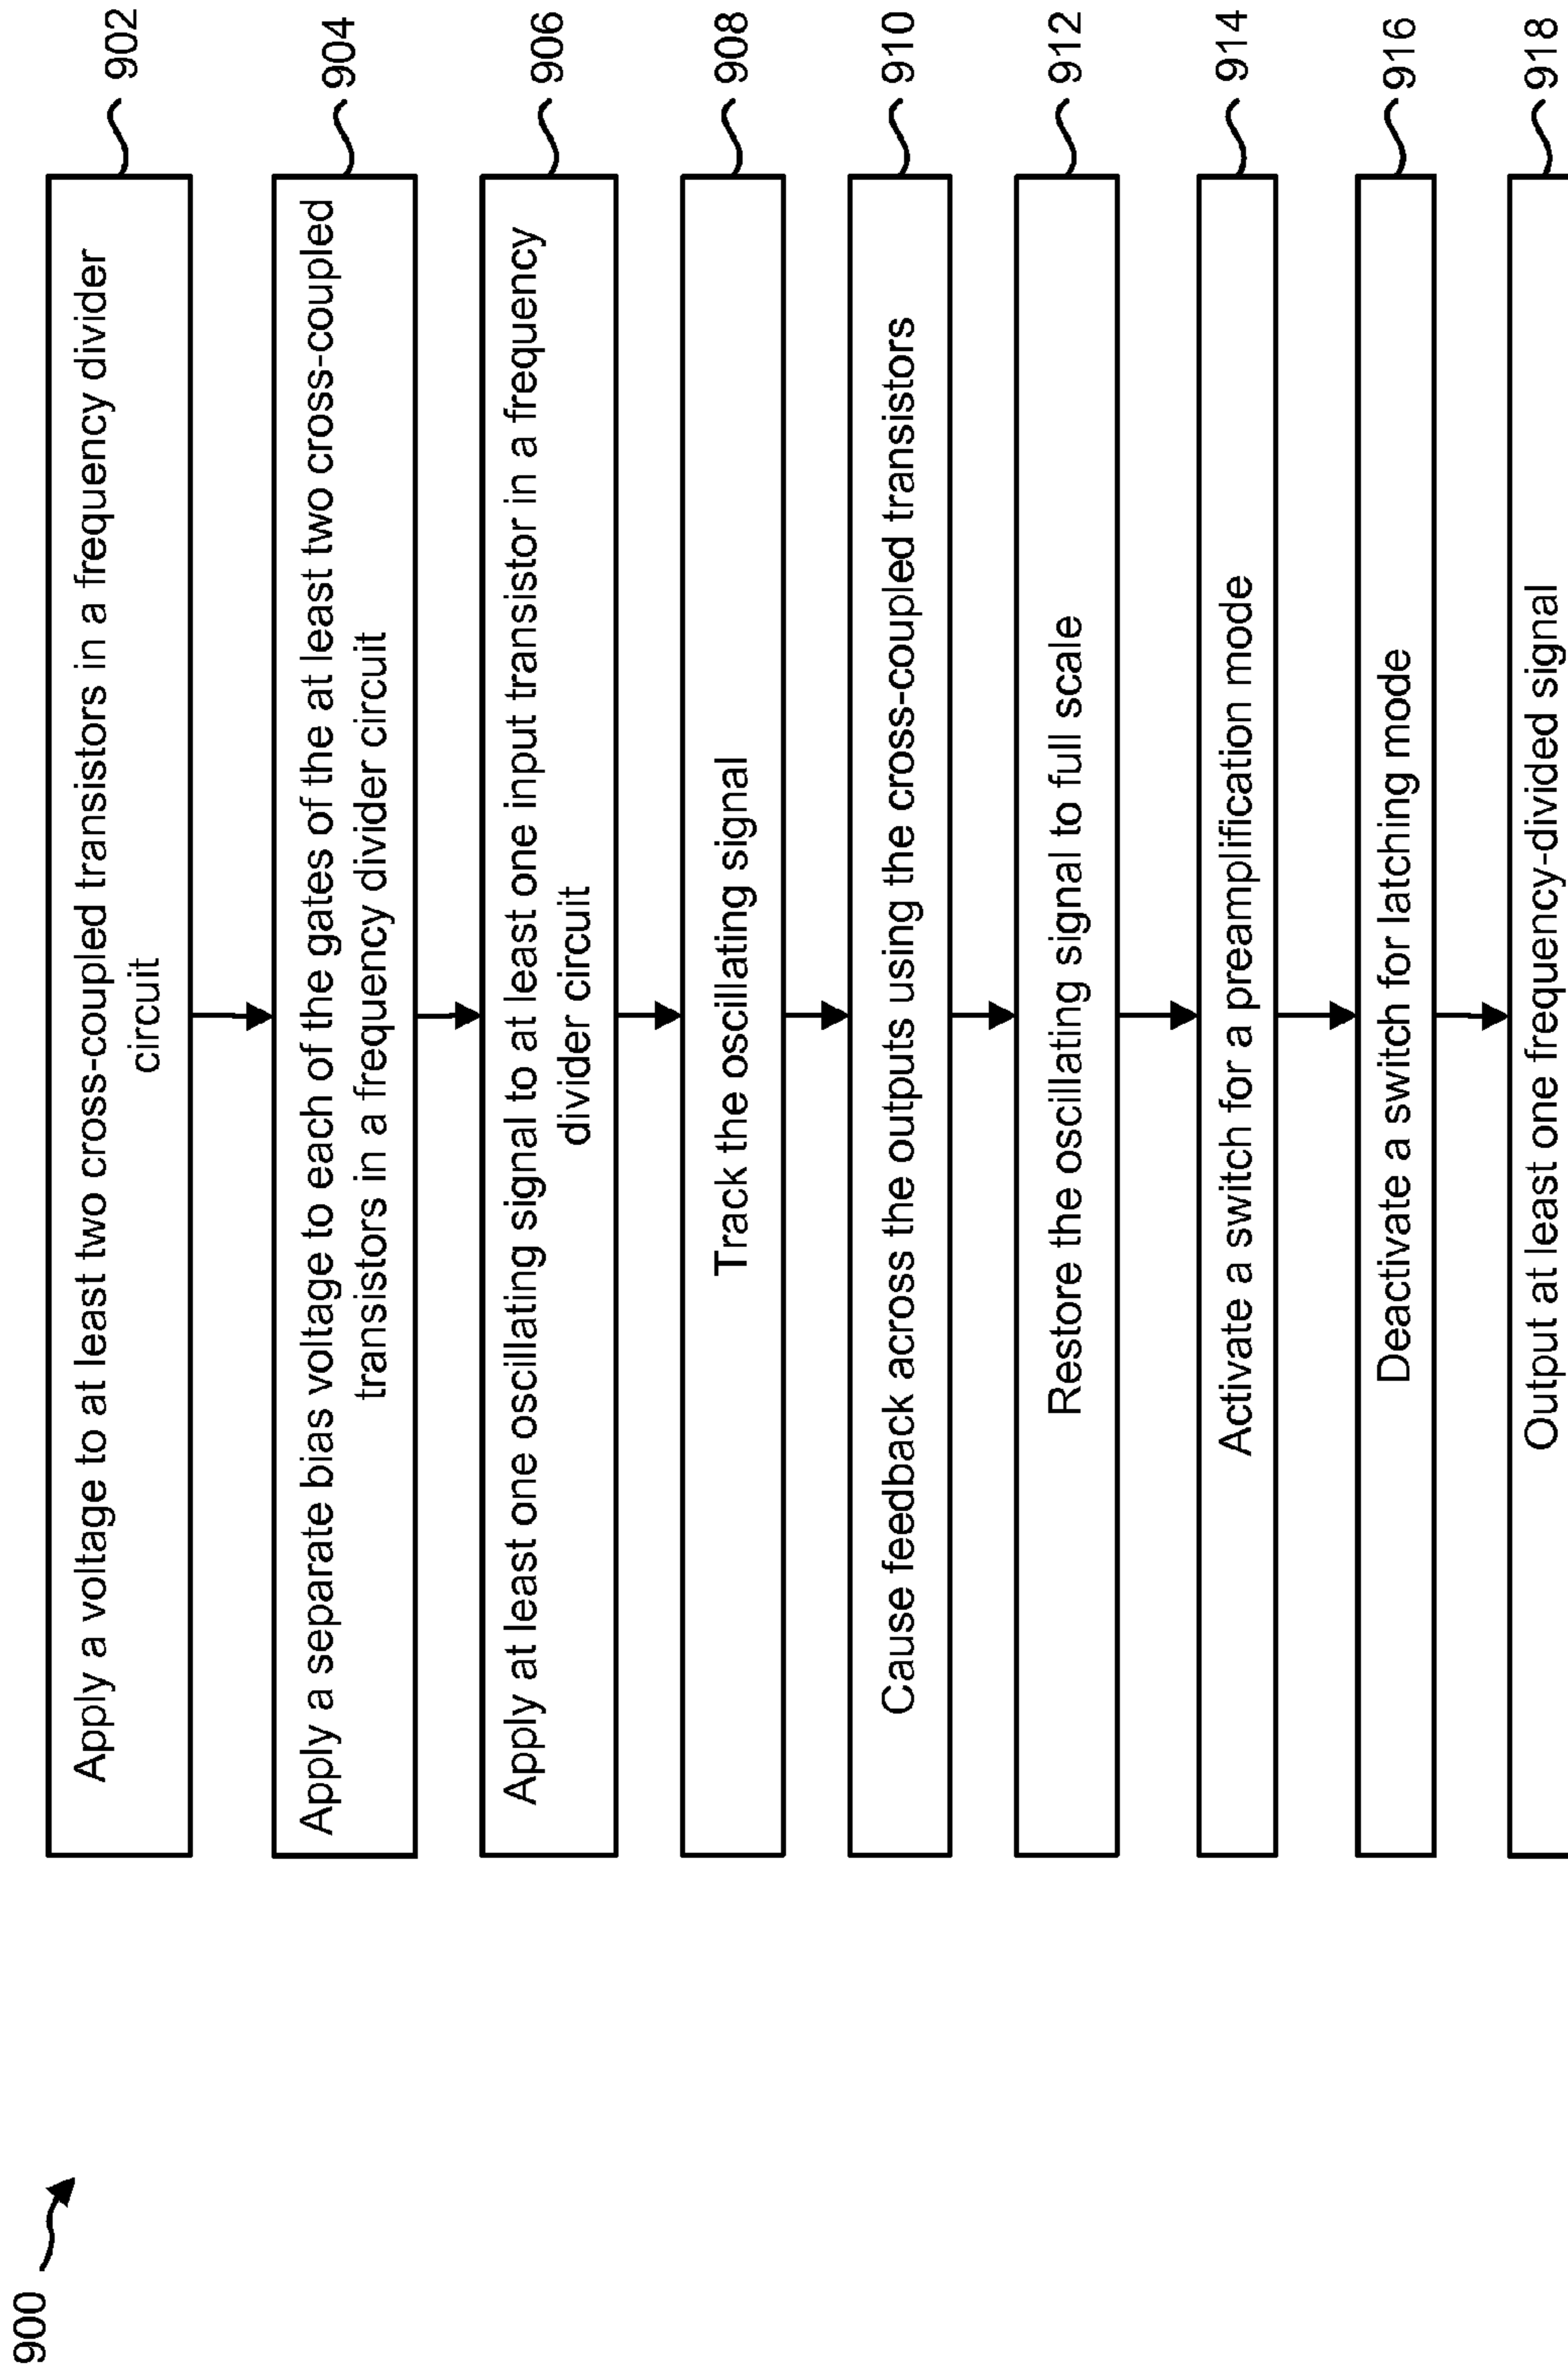 900
Apply a voltage to at least two cross-coupled transistors in a frequency divider
circuit
902
Apply a separate bias voltage to each of the gates of the at least two cross-coupled
transistors in a frequency divider circuit
904
Apply at least one oscillating signal to at least one input transistor in a frequency
divider circuit
906
Track the oscillating signal
908
Cause feedback across the outputs using the cross-coupled transistors
910
Restore the oscillating signal to full scale
912
Activate a switch for a preamplification mode
914
Deactivate a switch for latching mode
916
Output at least one frequency-divided signal
918